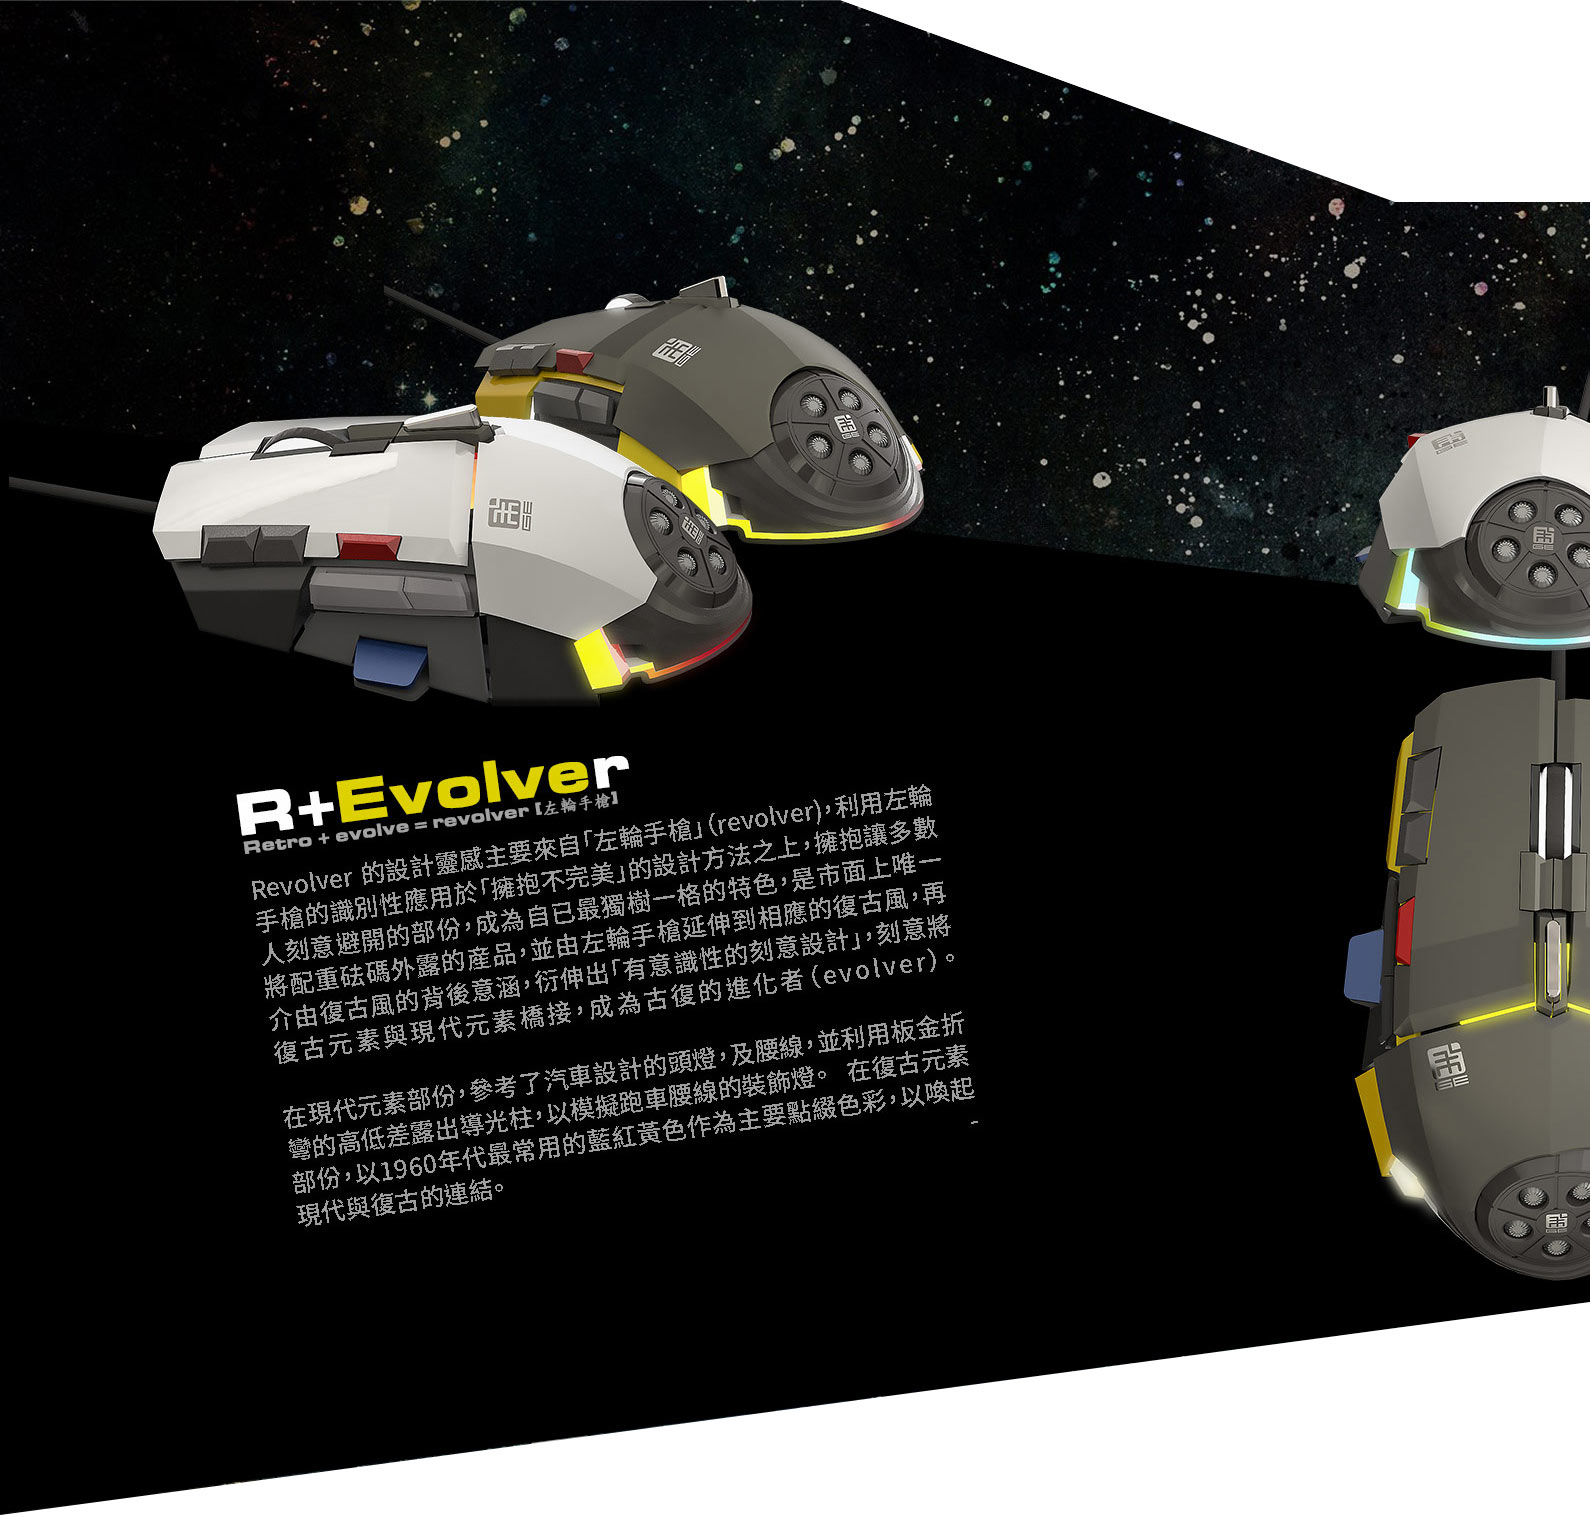 R+Evolver
Retro + evolve = revolver【左輪手槍】
Revolver 的設計靈感主要來自「左輪手槍」(revolver),利用左輪
手槍的識別性應用於「擁抱不完美」的設計方法之上,擁抱讓多數
人刻意避開的部份,成為自已最獨樹一格的特色,是市面上唯一
將配重砝碼外露的產品,並由左輪手槍延伸到相應的復古風,再
介由復古風的背後意涵,衍伸出「有意識性的刻意設計」,刻意將
復古元素與現代元素橋接,成為古復的進化者(evolver)。
在現代元素部份,參考了汽車設計的頭燈,及腰線,並利用板金折
彎的高低差露出導光柱,以模擬跑車腰線的裝飾燈。 在復古元素
部份,以1960年代最常用的藍紅黃色作為主要點綴色彩,以喚起
現代與復古的連結。
-
GE
GE
GE
GE
GE
GE